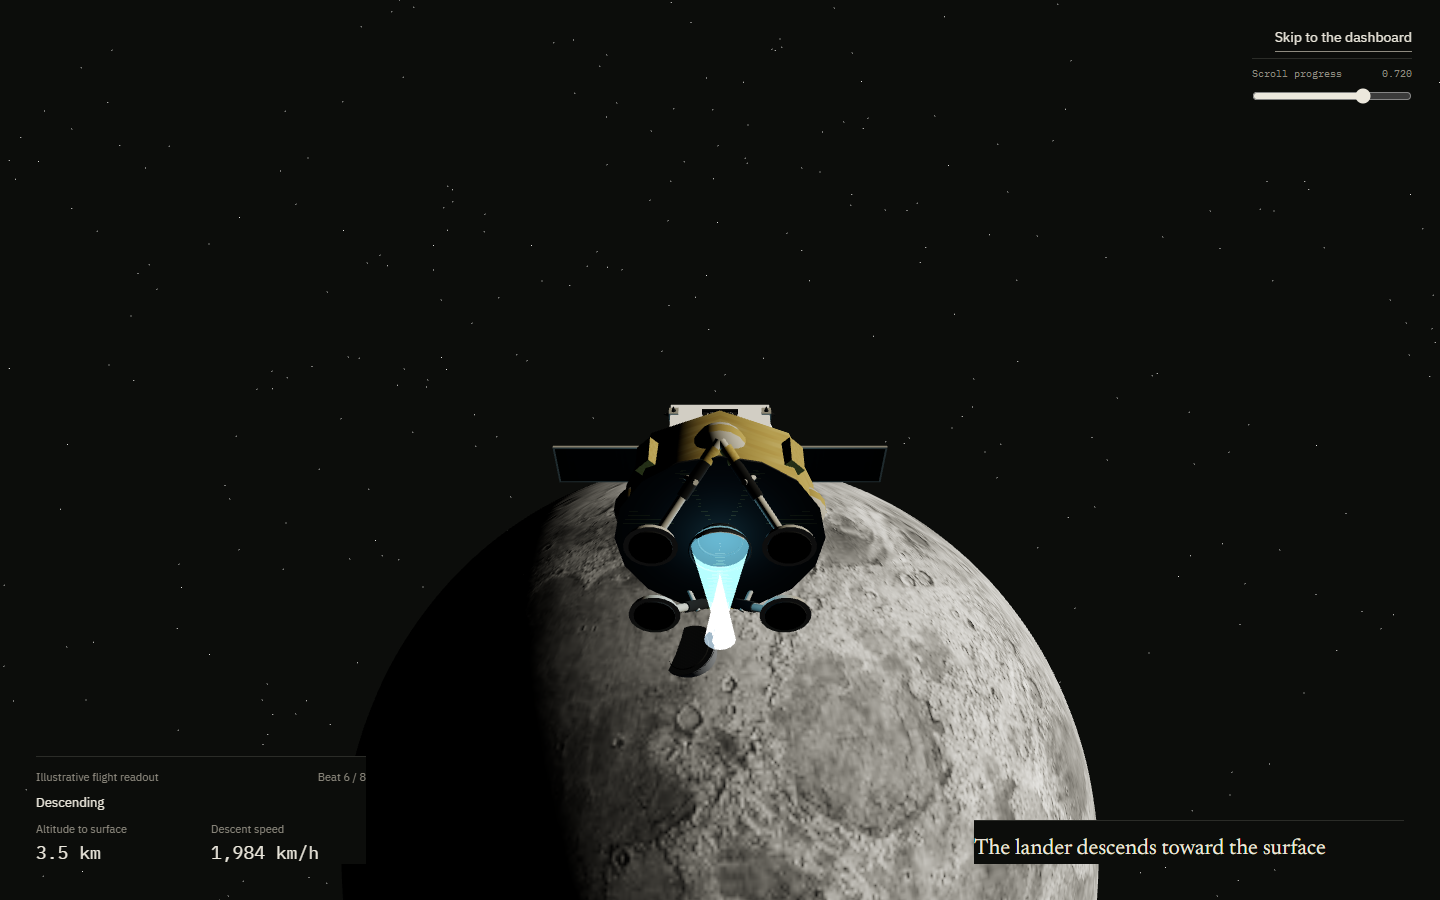 Skip to the dashboard
Scroll progress 0.720
Illustrative flight readout Beat 6 / 8
Descending
Altitude to surface Descent speed
3.5 km 1,984 km/h
The lander descends toward the surface